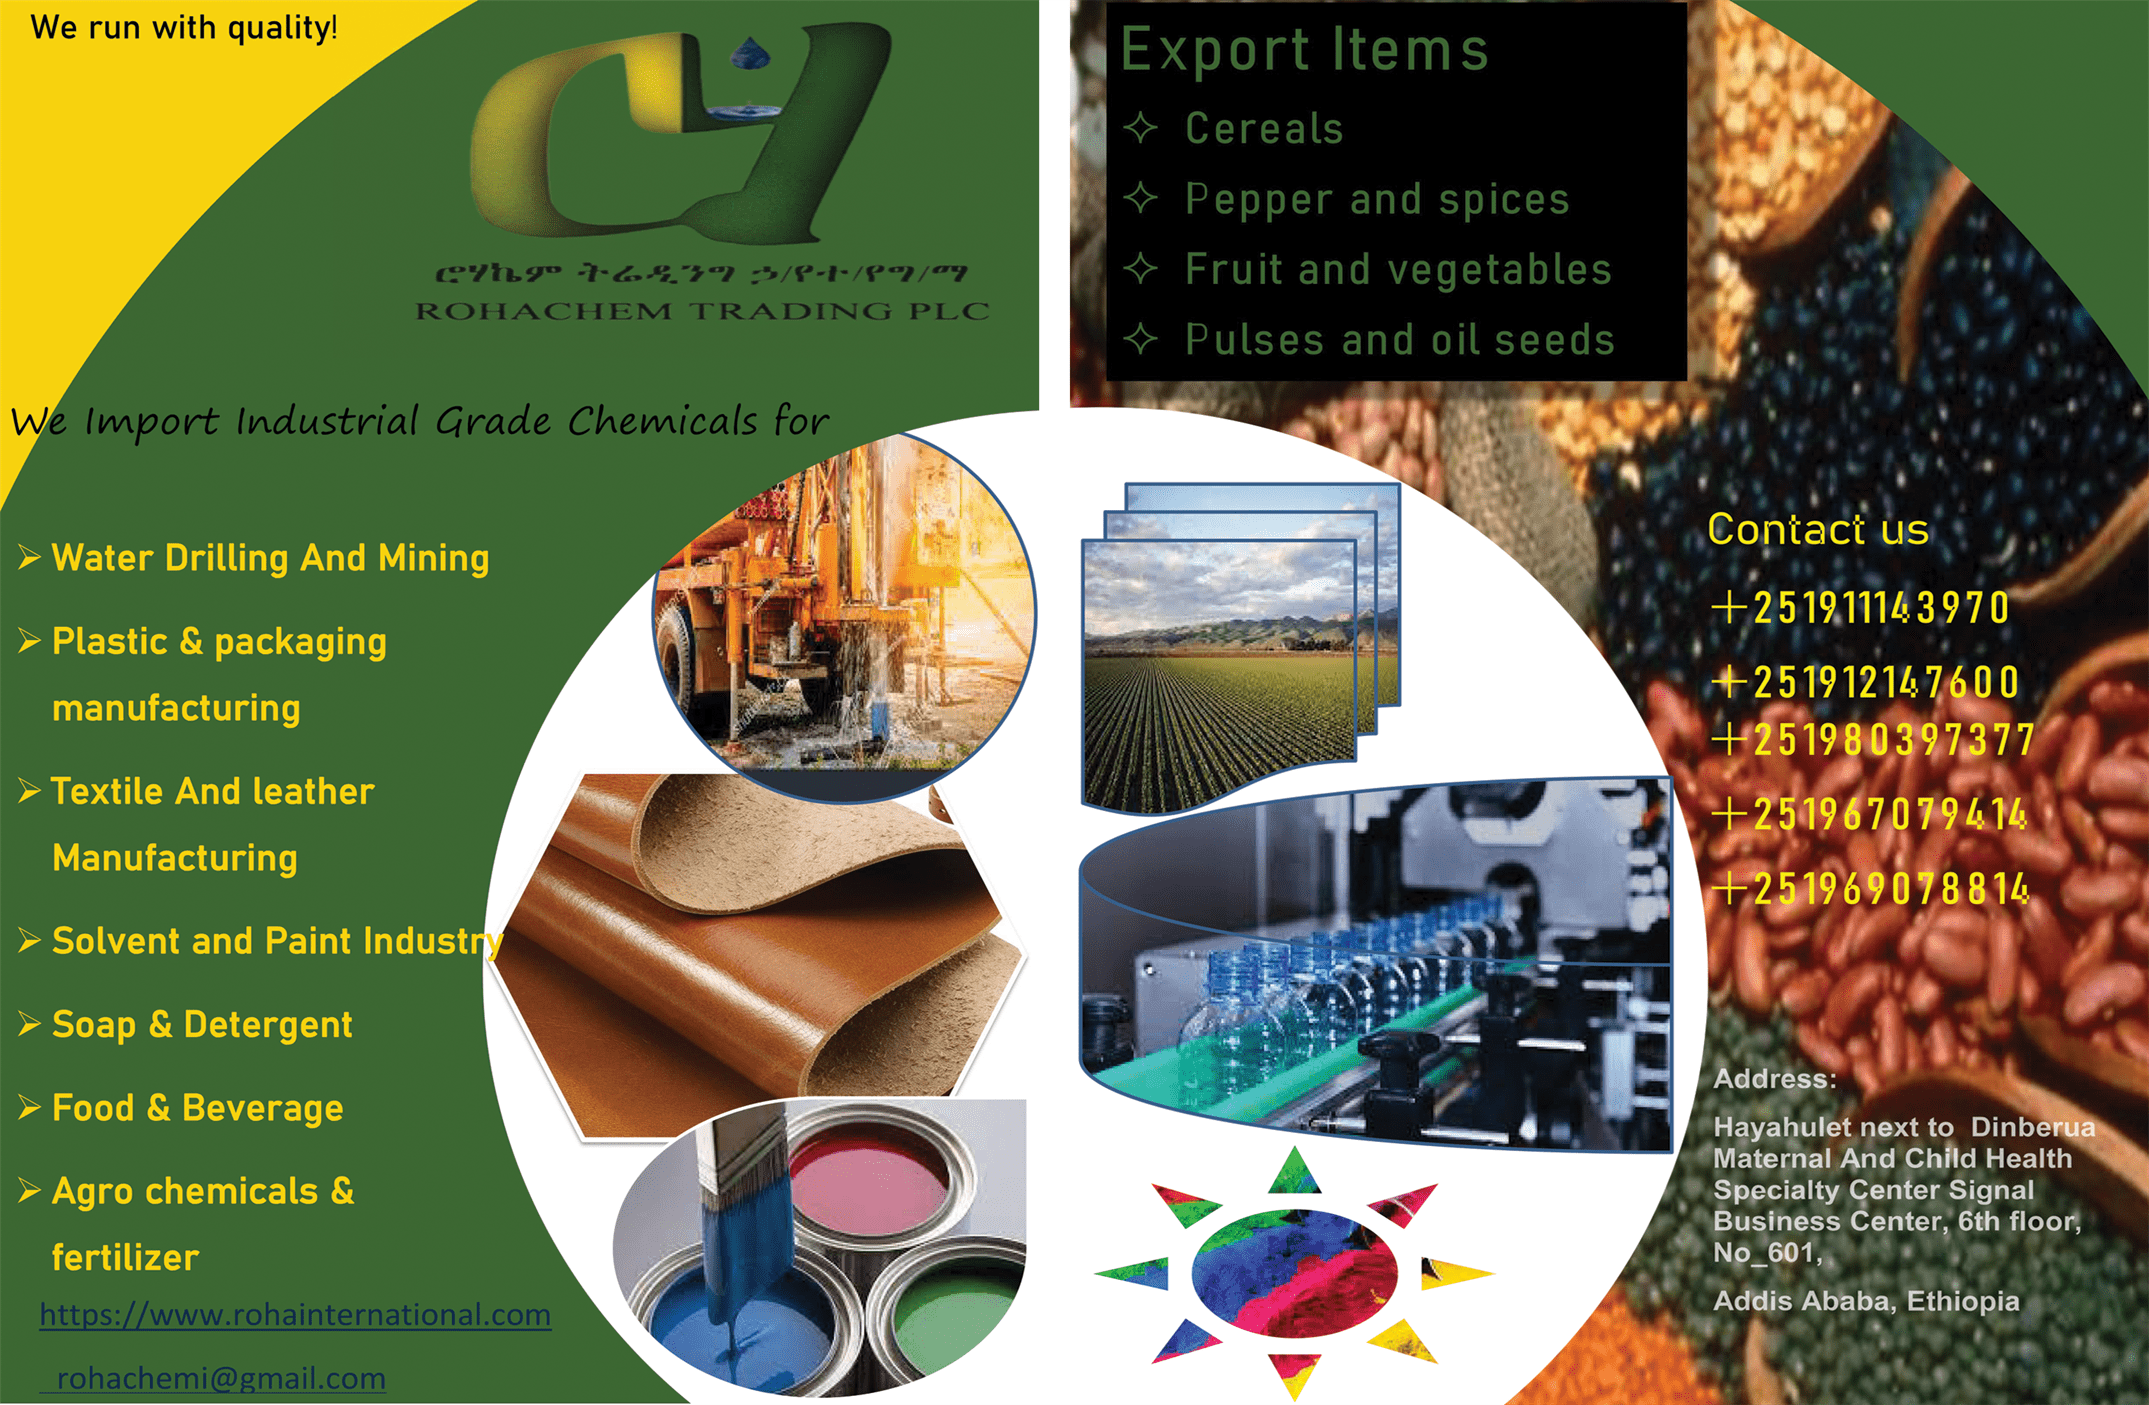 We run with quality!
ሮሃኬም ትሬዲንግ ኃ/የተ/የግ/ማ
ROHACHEM TRADING PLC
We Import Industrial Grade Chemicals for
Water Drilling And Mining
Plastic & packaging
manufacturing
Textile And leather
Manufacturing
Solvent and Paint Industry
Soap & Detergent
Food & Beverage
Agro chemicals &
fertilizer
https://www.rohainternational.com
rohachemi@gmail.com
Export Items
Cereals
Pepper and spices
Fruit and vegetables
Pulses and oil seeds
Contact us
+251911143970
+251912147600
+251980397377
+251967079414
+251969078814
Address:
Hayahulet next to Dinberua
Maternal And Child Health
Specialty Center Signal
Business Center, 6th floor,
No_601,
Addis Ababa, Ethiopia